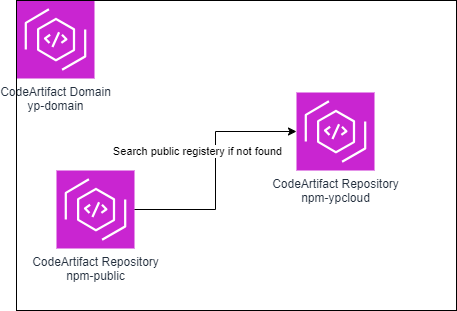 CodeArtifact Domain
yp-domain
Search public registery if not found
CodeArtifact Repository
npm-ypcloud
CodeArtifact Repository
npm-public